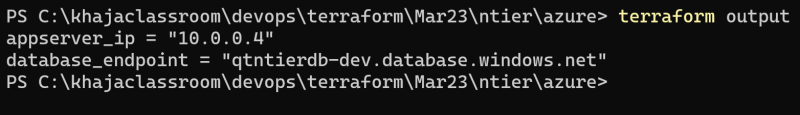 PS C:\khajaclassroom\devops\terraform\Mar23\ntier\azure> terraform output
appserver_ip = "10.0.0.4"
database_endpoint = "qtntierdb-dev.database.windows.net"
PS C:\khajaclassroom\devops\terraform\Mar23\ntier\azure>